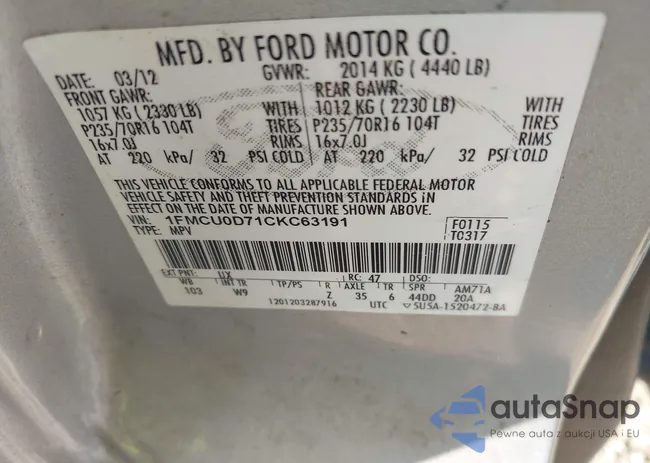 MFD. BY FORD MOTOR CO.
DATE: 03/12 GVWR: 2014 KG ( 4440 LB)
FRONT GAWR: REAR GAWR:
1057 KG ( 2330 LB) WITH 1012 KG ( 2230 LB) WITH
P235/70R16 104T TIRES P235/70R16 104T TIRES
16x7.0J RIMS 16x7.0J RIMS
AT 220 kPa/ 32 PSI COLD AT 220 kPa/ 32 PSI COLD
THIS VEHICLE CONFORMS TO ALL APPLICABLE FEDERAL MOTOR
VEHICLE SAFETY AND THEFT PREVENTION STANDARDS IN
EFFECT ON THE DATE OF MANUFACTURE SHOWN ABOVE.
VIN: 1FMCU0D71CKC63191 F0115
TYPE: MPV T0317
EXT PNT: UX RC: 47 DSO:
WB INT TR TP/PS R AXLE TR SPR AM71A
103 W9 Z 35 6 44DD 20A
1201203287916 UTC SU5A-1520472-BA
autoSnap
Pewne auta z aukcji USA i EU